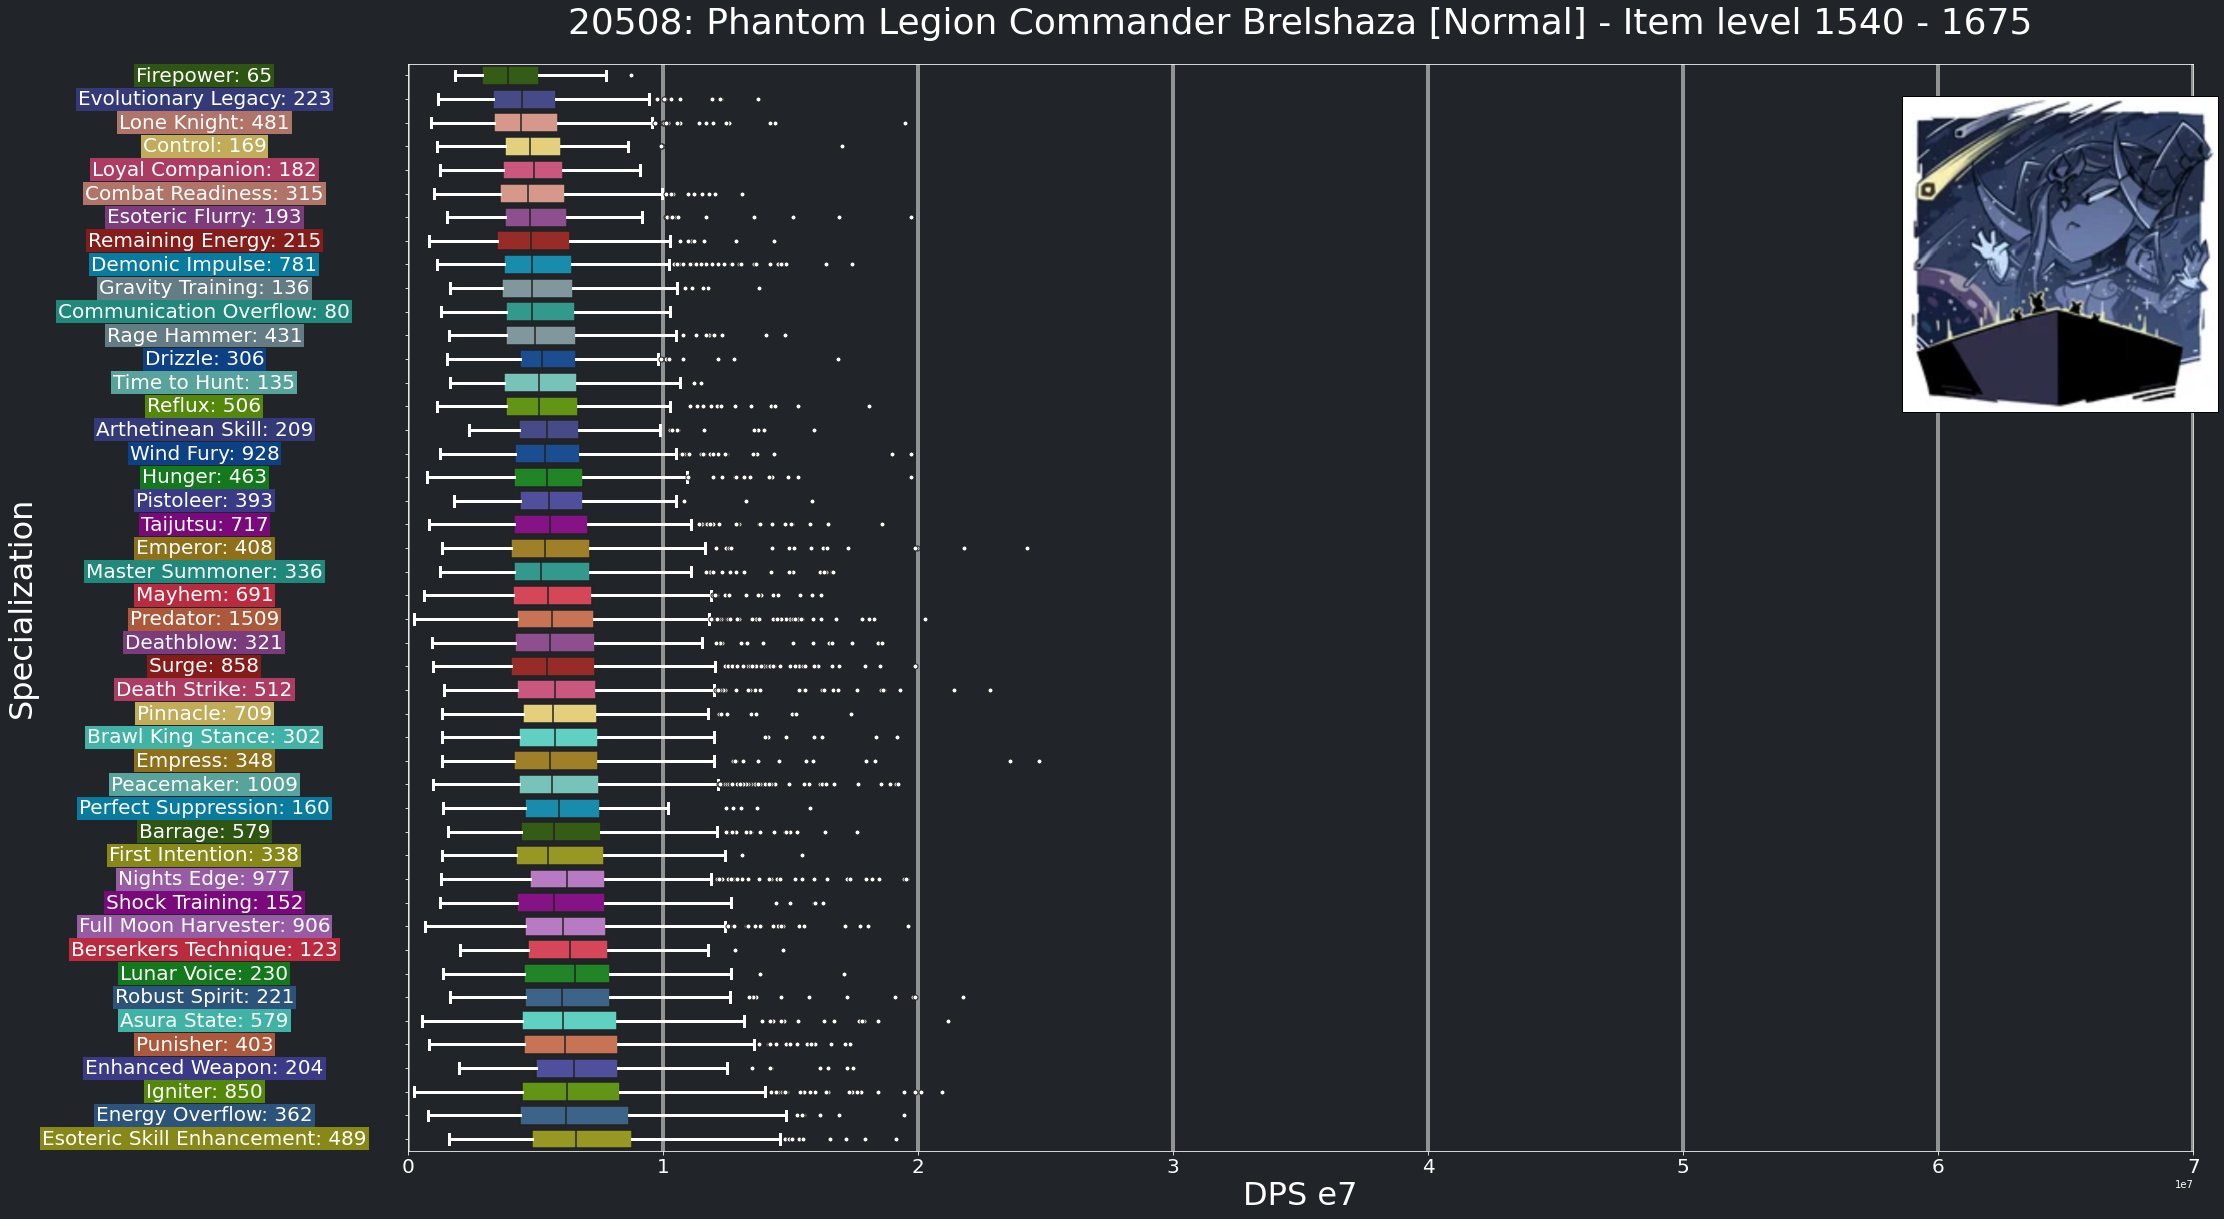 20508: Phantom Legion Commander Brelshaza [Normal] - Item level 1540 - 1675
Firepower: 65
Evolutionary Legacy: 223
Lone Knight: 481
Control: 169
Loyal Companion: 182
Combat Readiness: 315
Esoteric Flurry: 193
Remaining Energy: 215
Demonic Impulse: 781
Gravity Training: 136
Communication Overflow: 80
Rage Hammer: 431
Drizzle: 306
Time to Hunt: 135
Reflux: 506
Arthetinean Skill: 209
Wind Fury: 928
Hunger: 463
Pistoleer: 393
Taijutsu: 717
Emperor: 408
Master Summoner: 336
Mayhem: 691
Predator: 1509
Deathblow: 321
Surge: 858
Death Strike: 512
Pinnacle: 709
Brawl King Stance: 302
Empress: 348
Peacemaker: 1009
Perfect Suppression: 160
Barrage: 579
First Intention: 338
Nights Edge: 977
Shock Training: 152
Full Moon Harvester: 906
Berserkers Technique: 123
Lunar Voice: 230
Robust Spirit: 221
Asura State: 579
Punisher: 403
Enhanced Weapon: 204
Igniter: 850
Energy Overflow: 362
Esoteric Skill Enhancement: 489
Specialization
0 1 2 3 4 5 6 7
1e7
DPS e7